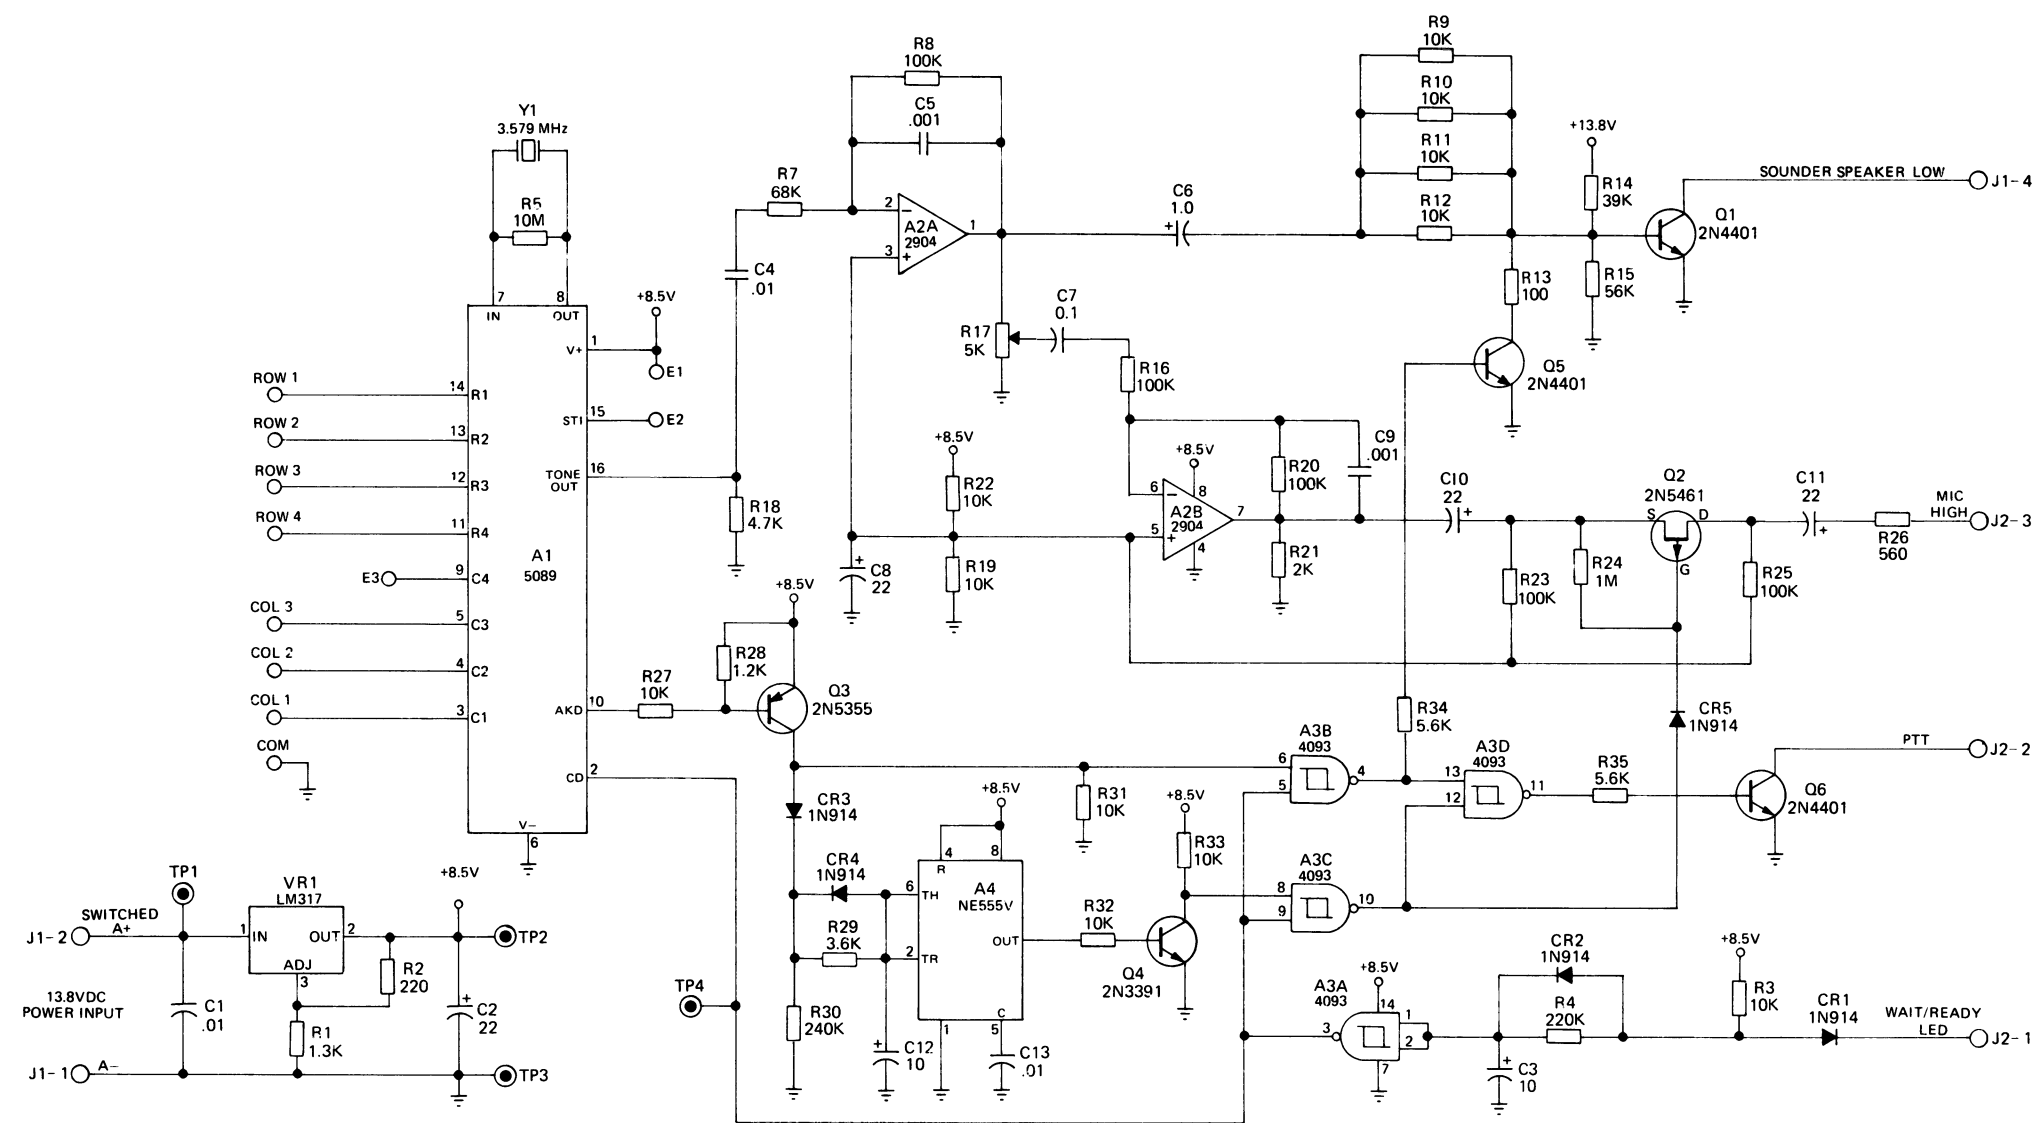 R9
10K
R8
100K
R10
10K
Y1
3.579 MHz
C5
.001
+13.8V
R11
10K
R7
68K
SOUNDER SPEAKER LOW
J1-4
C6
1.0
R14
39K
R5
10M
R12
10K
Q1
2N4401
2
−
A2A
2904
1
+
3
+
C4
.01
R13
100
R15
56K
+8.5V
7
8
IN
OUT
C7
0.1
R17
5K
V+
1
E1
R16
100K
Q5
2N4401
ROW 1
14
R1
STI
15
E2
ROW 2
13
R2
+8.5V
+8.5V
C9
.001
ROW 3
12
R3
TONE
OUT
16
R22
10K
R20
100K
C10
22
+
Q2
2N5461
S
D
G
C11
22
+
MIC
HIGH
J2-3
R18
4.7K
6
−
8
A2B
2904
7
5
+
4
R26
560
ROW 4
11
R4
A1
5089
E3
9
C4
+
C8
22
R19
10K
R21
2K
R23
100K
R24
1M
R25
100K
+8.5V
COL 3
5
C3
COL 2
4
C2
R28
1.2K
R27
10K
Q3
2N5355
COL 1
3
C1
AKD
10
R34
5.6K
CR5
1N914
COM
A3B
4093
A3D
4093
PTT
J2-2
CD
2
6
5
4
13
12
11
R35
5.6K
Q6
2N4401
CR3
1N914
+8.5V
R31
10K
+8.5V
V−
6
R33
10K
CR4
1N914
4
8
R
A3C
4093
TP1
VR1
LM317
+8.5V
6
TH
A4
NE555V
8
9
10
SWITCHED
A+
J1-2
1
IN
OUT
2
TP2
R29
3.6K
2
TR
OUT
R32
10K
Q4
2N3391
CR2
1N914
+8.5V
ADJ
3
R2
220
TP4
A3A
4093
+8.5V
14
R4
220K
R3
10K
CR1
1N914
WAIT/READY
LED
J2-1
13.8VDC
POWER INPUT
C1
.01
+
C2
22
R30
240K
C
1
5
3
1
2
7
R1
1.3K
+
C12
10
C13
.01
+
C3
10
J1-1
A−
TP3